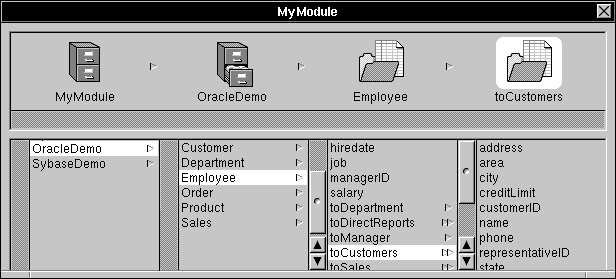 MyModule
MyModule OracleDemo Employee toCustomers
OracleDemo
SybaseDemo
Customer
Department
Employee
Order
Product
Sales
hiredate
job
managerID
salary
toDepartment
toDirectReports
toManager
toCustomers
toSales
address
area
city
creditLimit
customerID
name
phone
representativeID
state